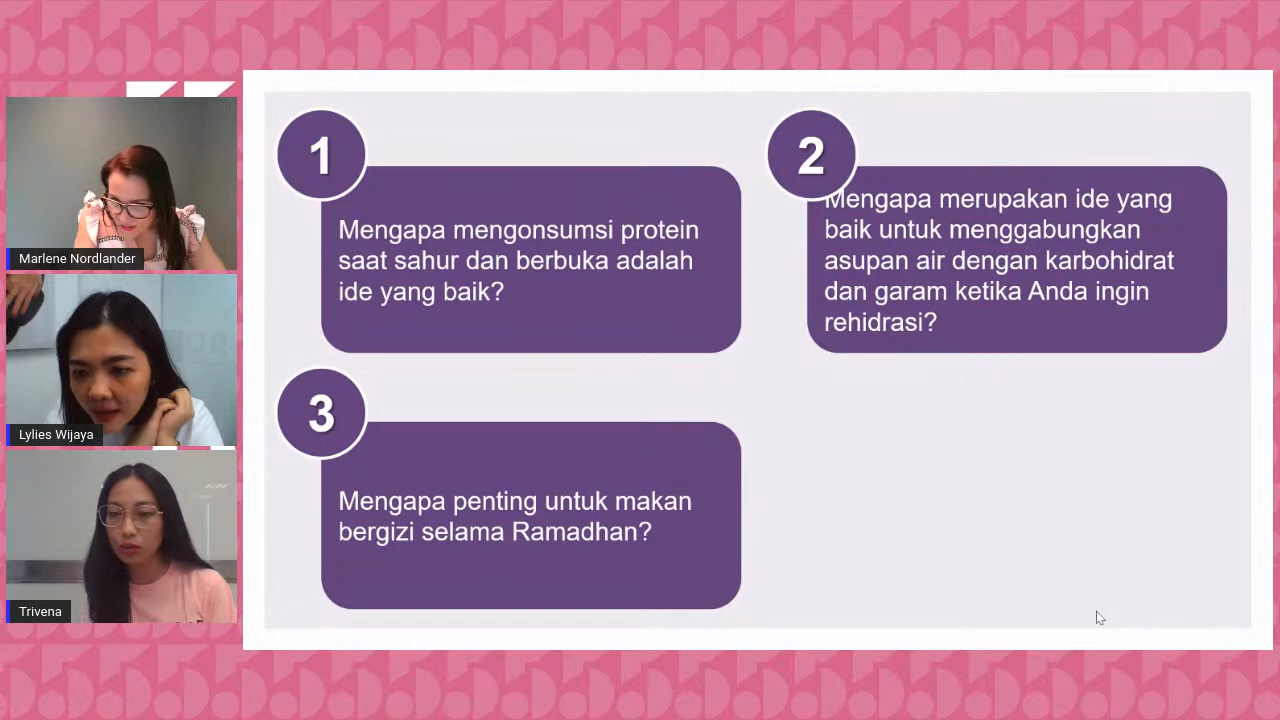 Marlene Nordlander
Lylies Wijaya
Trivena
1
Mengapa mengonsumsi protein
saat sahur dan berbuka adalah
ide yang baik?
2
Mengapa merupakan ide yang
baik untuk menggabungkan
asupan air dengan karbohidrat
dan garam ketika Anda ingin
rehidrasi?
3
Mengapa penting untuk makan
bergizi selama Ramadhan?